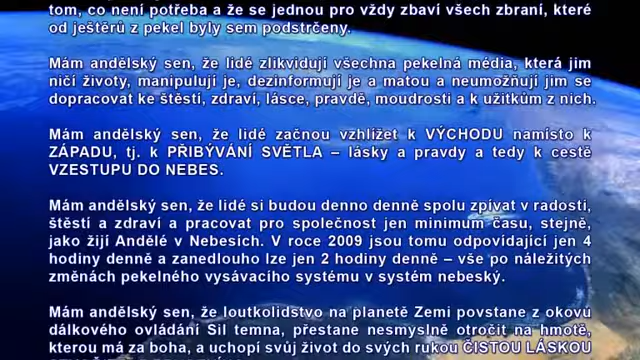 tom, co není potřeba a že se jednou pro vždy zbaví všech zbraní, které
od ještěrů z pekel byly sem podstrčeny.
Mám andělský sen, že lidé zlikvidují všechna pekelná média, která jim
ničí životy, manipulují je, dezinformují je a matou a neumožňují jim se
dopracovat ke štěstí, zdraví, lásce, pravdě, moudrosti a k užitkům z nich.
Mám andělský sen, že lidé začnou vzhlížet k VÝCHODU namísto k
ZÁPADU, tj. k PŘIBÝVÁNÍ SVĚTLA – lásky a pravdy a tedy k cestě
VZESTUPU DO NEBES.
Mám andělský sen, že lidé si budou denno denně spolu zpívat v radosti,
štěstí a zdraví a pracovat pro společnost jen minimum času, stejně,
jako žijí Andělé v Nebesích. V roce 2009 jsou tomu odpovídající jen 4
hodiny denně a zanedlouho lze jen 2 hodiny denně – vše po náležitých
změnách pekelného vysávacího systému v systém nebeský.
Mám andělský sen, že loutkolidstvo na planetě Zemi povstane z okovů
dálkového ovládání Sil temna, přestane nesmyslně otročit na hmotě,
kterou má za boha, a uchopí svůj život do svých rukou ČISTOU LÁSKOU